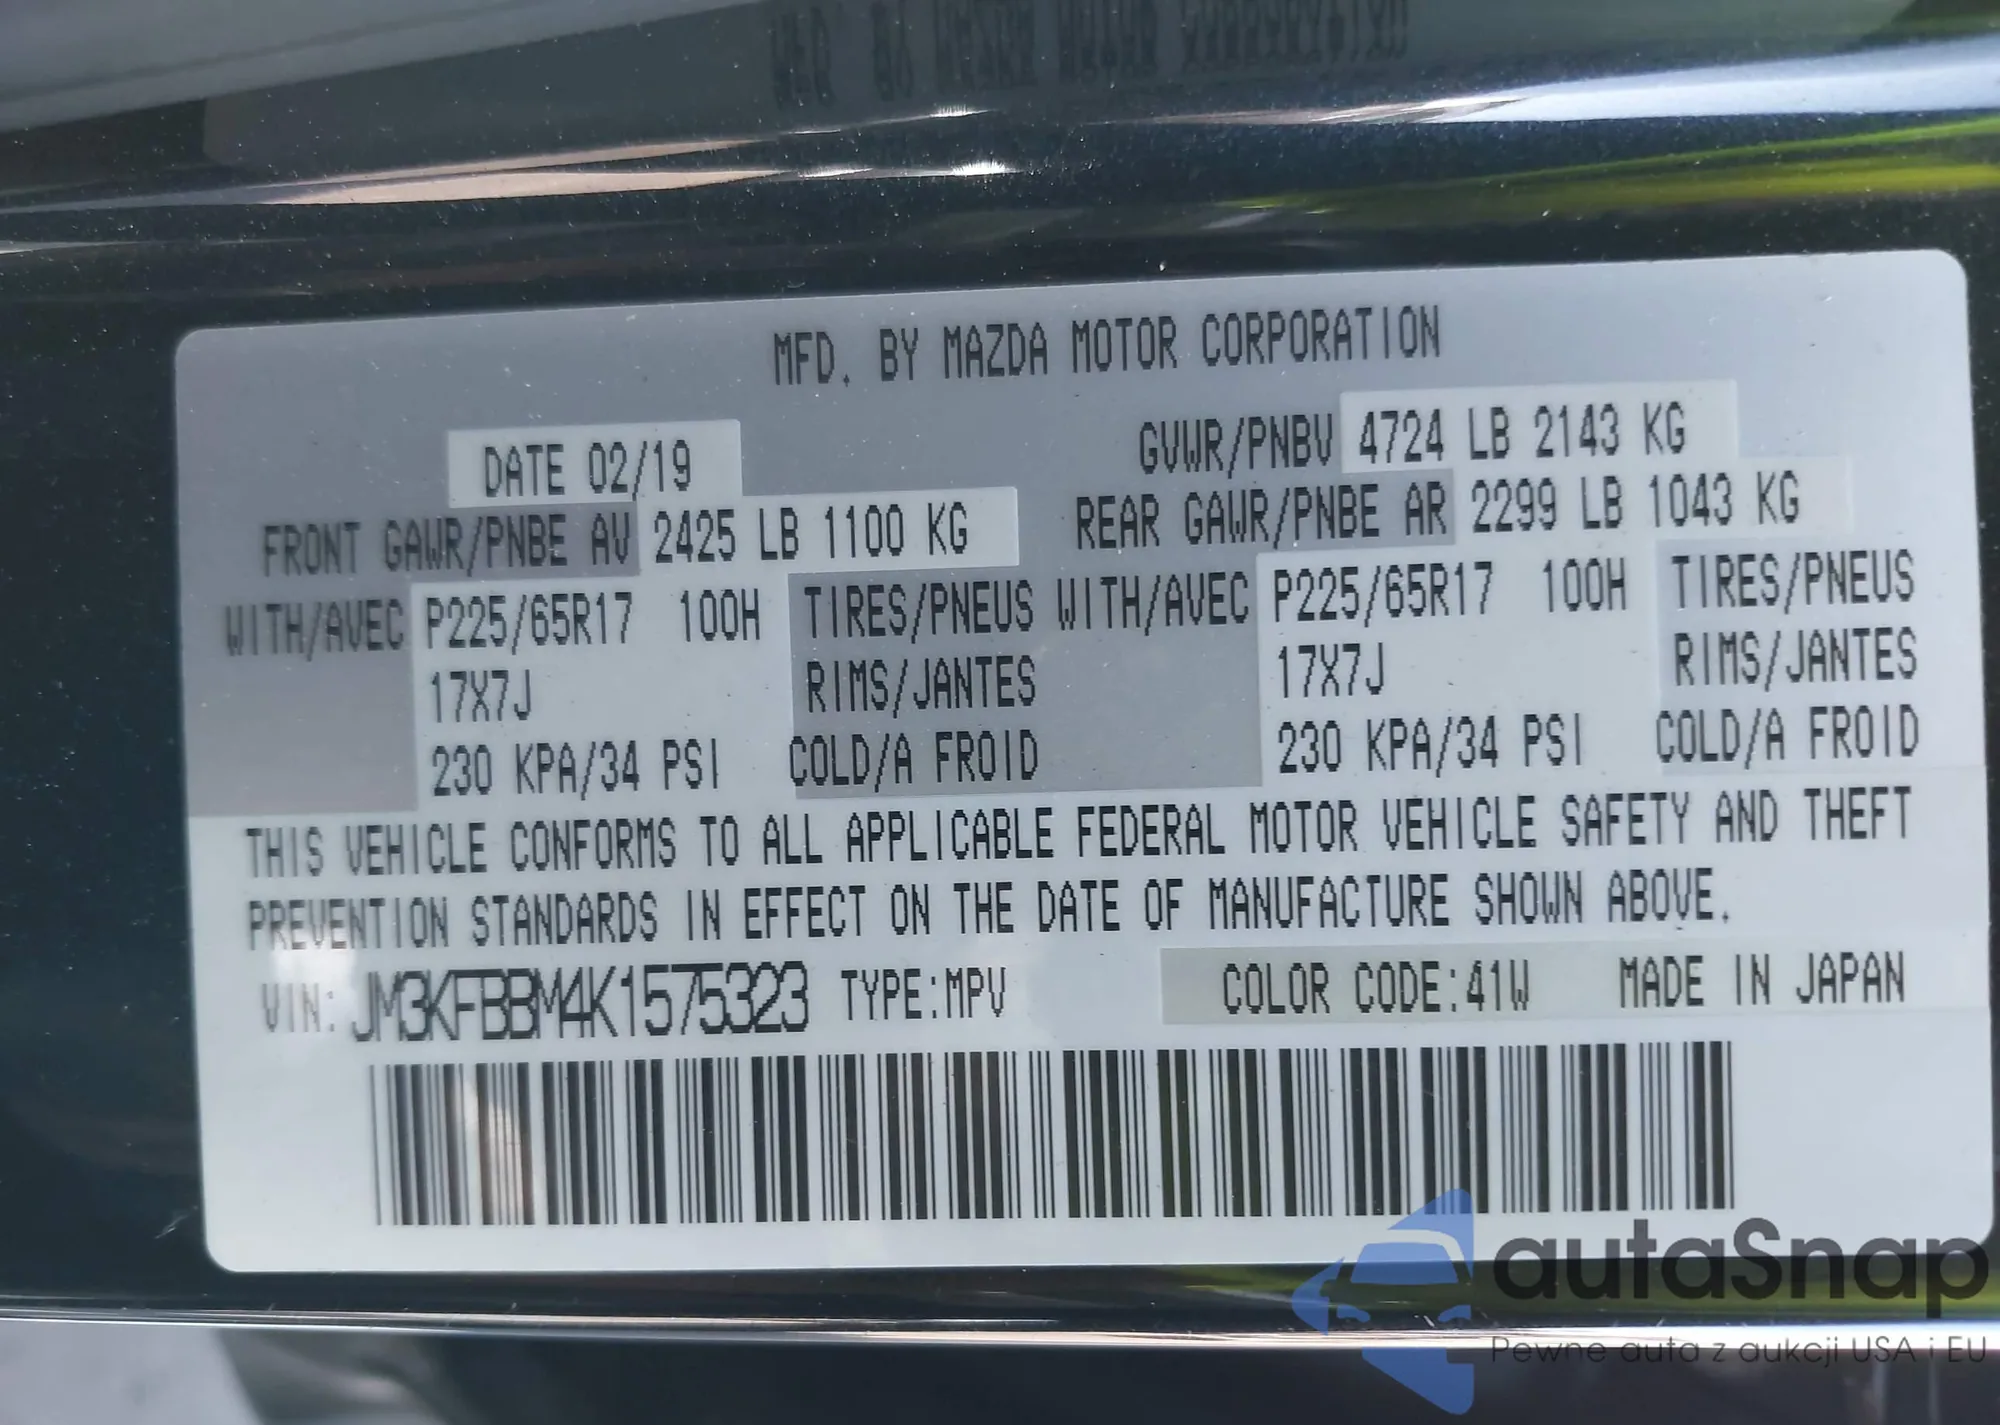 MFD. BY MAZDA MOTOR CORPORATION
DATE 02/19 GVWR/PNBV 4724 LB 2143 KG
FRONT GAWR/PNBE AV 2425 LB 1100 KG REAR GAWR/PNBE AR 2299 LB 1043 KG
WITH/AVEC P225/65R17 100H TIRES/PNEUS WITH/AVEC P225/65R17 100H TIRES/PNEUS
17X7J RIMS/JANTES 17X7J RIMS/JANTES
230 KPA/34 PSI COLD/A FROID 230 KPA/34 PSI COLD/A FROID
THIS VEHICLE CONFORMS TO ALL APPLICABLE FEDERAL MOTOR VEHICLE SAFETY AND THEFT
PREVENTION STANDARDS IN EFFECT ON THE DATE OF MANUFACTURE SHOWN ABOVE.
VIN: JM3KFBBM4K1575323 TYPE:MPV COLOR CODE:41W MADE IN JAPAN
autaSnap
Pewne auta z aukcji USA i EU